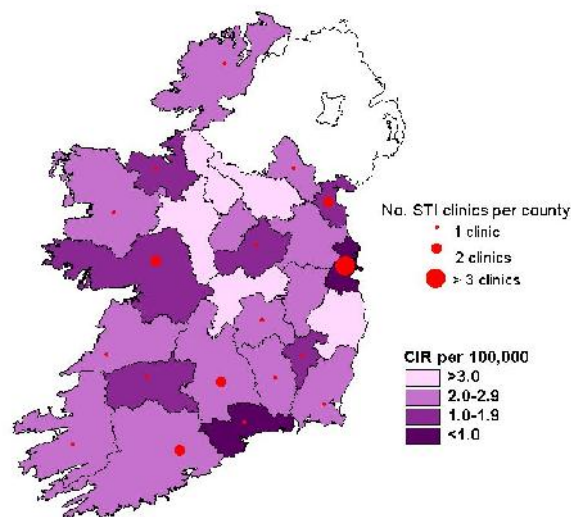 No. STI clinics per county
1 clinic
2 clinics
> 3 clinics
CIR per 100,000
>3.0
2.0-2.9
1.0-1.9
<1.0